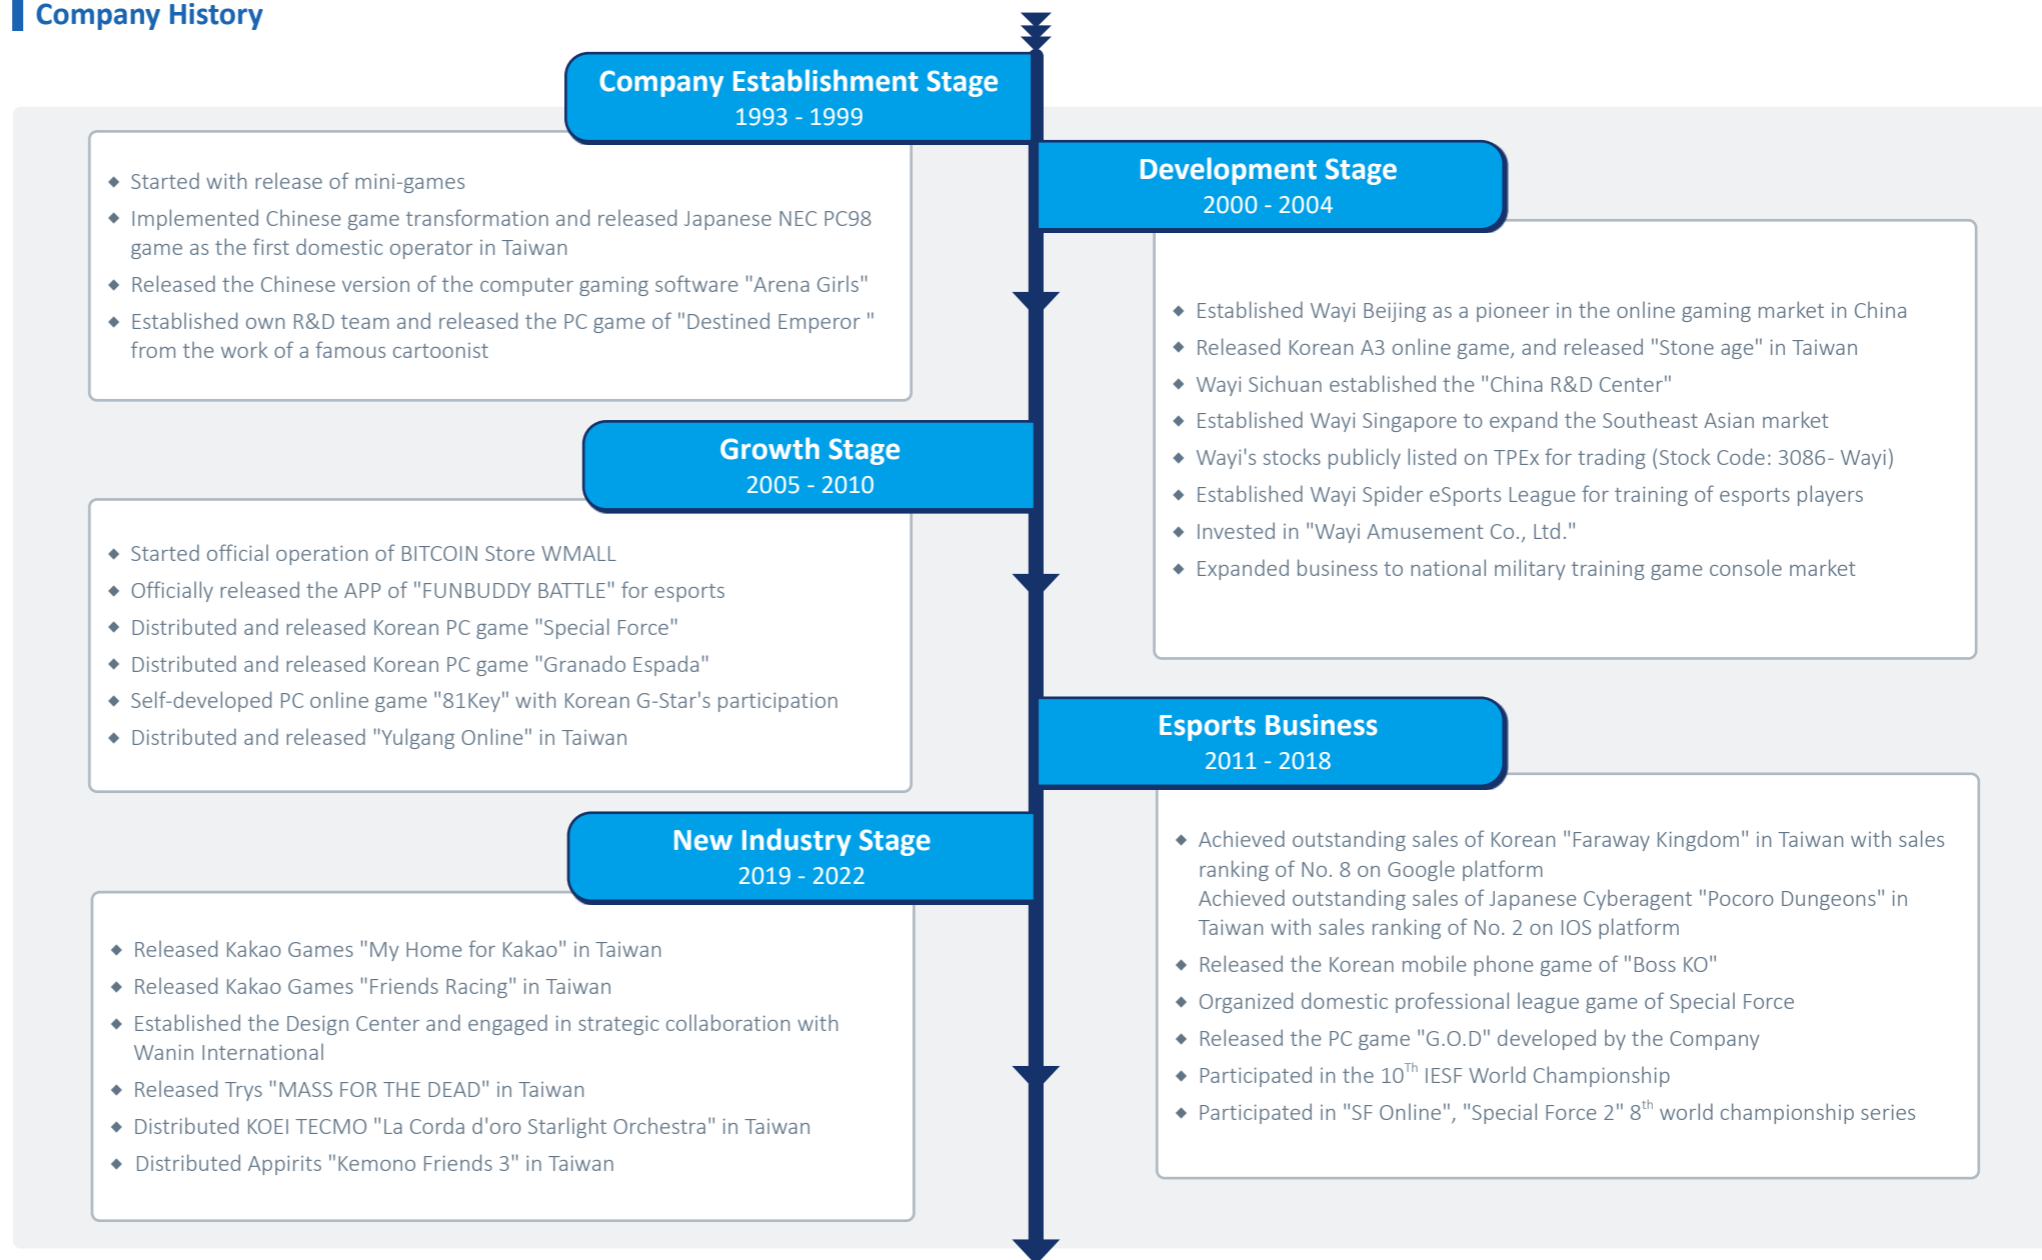 Company History
Company Establishment Stage
1993 - 1999
Started with release of mini-games
Implemented Chinese game transformation and released Japanese NEC PC98
game as the first domestic operator in Taiwan
Released the Chinese version of the computer gaming software "Arena Girls"
Established own R&D team and released the PC game of "Destined Emperor "
from the work of a famous cartoonist
Development Stage
2000 - 2004
Established Wayi Beijing as a pioneer in the online gaming market in China
Released Korean A3 online game, and released "Stone age" in Taiwan
Wayi Sichuan established the "China R&D Center"
Established Wayi Singapore to expand the Southeast Asian market
Wayi's stocks publicly listed on TPEx for trading (Stock Code: 3086- Wayi)
Established Wayi Spider eSports League for training of esports players
Invested in "Wayi Amusement Co., Ltd."
Expanded business to national military training game console market
Growth Stage
2005 - 2010
Started official operation of BITCOIN Store WMALL
Officially released the APP of "FUNBUDDY BATTLE" for esports
Distributed and released Korean PC game "Special Force"
Distributed and released Korean PC game "Granado Espada"
Self-developed PC online game "81Key" with Korean G-Star's participation
Distributed and released "Yulgang Online" in Taiwan
Esports Business
2011 - 2018
Achieved outstanding sales of Korean "Faraway Kingdom" in Taiwan with sales
ranking of No. 8 on Google platform
Achieved outstanding sales of Japanese Cyberagent "Pocoro Dungeons" in
Taiwan with sales ranking of No. 2 on IOS platform
Released the Korean mobile phone game of "Boss KO"
Organized domestic professional league game of Special Force
Released the PC game "G.O.D" developed by the Company
Participated in the 10Th IESF World Championship
Participated in "SF Online", "Special Force 2" 8th world championship series
New Industry Stage
2019 - 2022
Released Kakao Games "My Home for Kakao" in Taiwan
Released Kakao Games "Friends Racing" in Taiwan
Established the Design Center and engaged in strategic collaboration with
Wanin International
Released Trys "MASS FOR THE DEAD" in Taiwan
Distributed KOEI TECMO "La Corda d'oro Starlight Orchestra" in Taiwan
Distributed Appirits "Kemono Friends 3" in Taiwan